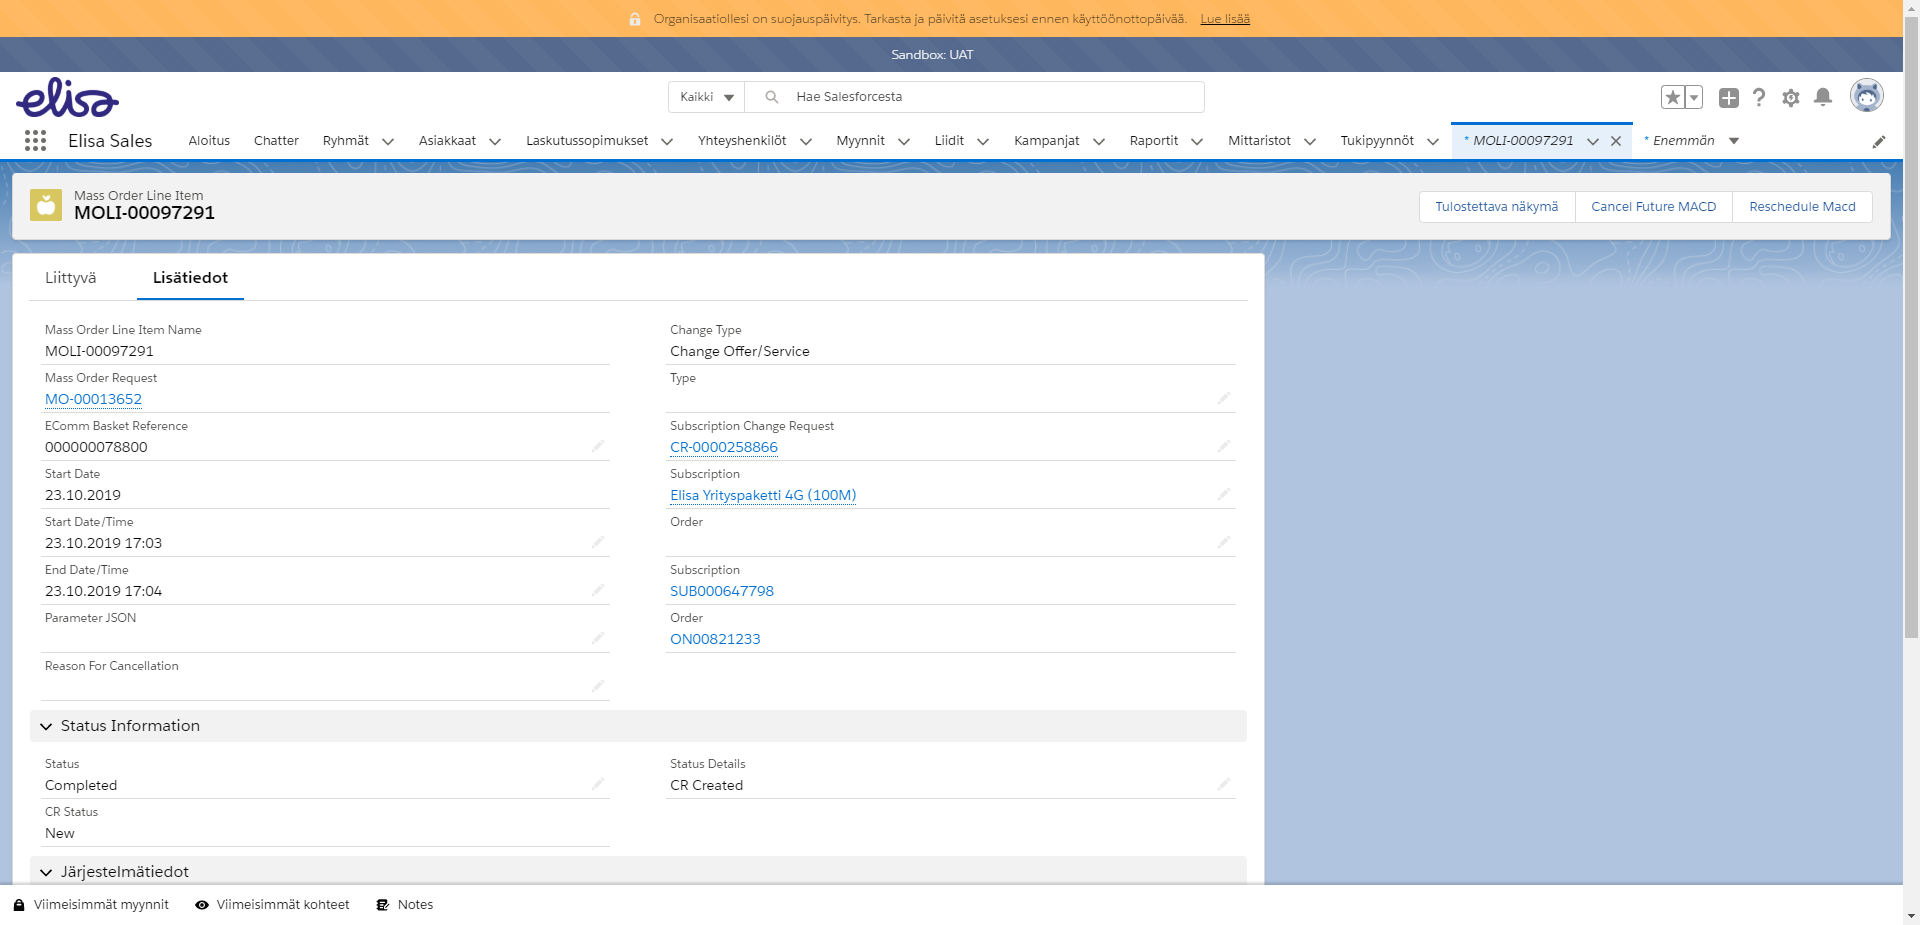 Organisaatiollesi on suojauspäivitys. Tarkasta ja päivitä asetuksesi ennen käyttöönottopäivää. Lue lisää
Sandbox: UAT
elisa
Kaikki
Hae Salesforcesta
Elisa Sales
Aloitus
Chatter
Ryhmät
Asiakkaat
Laskutussopimukset
Yhteyshenkilöt
Myynnit
Liidit
Kampanjat
Raportit
Mittaristot
Tukipyynnöt
* MOLI-00097291
* Enemmän
Mass Order Line Item
MOLI-00097291
Tulostettava näkymä
Cancel Future MACD
Reschedule Macd
Liittyvä
Lisätiedot
Mass Order Line Item Name
MOLI-00097291
Change Type
Change Offer/Service
Mass Order Request
MO-00013652
Type
EComm Basket Reference
000000078800
Subscription Change Request
CR-0000258866
Start Date
23.10.2019
Subscription
Elisa Yrityspaketti 4G (100M)
Start Date/Time
23.10.2019 17:03
Order
End Date/Time
23.10.2019 17:04
Subscription
SUB000647798
Parameter JSON
Order
ON00821233
Reason For Cancellation
Status Information
Status
Completed
Status Details
CR Created
CR Status
New
Järjestelmätiedot
Viimeisimmät myynnit
Viimeisimmät kohteet
Notes